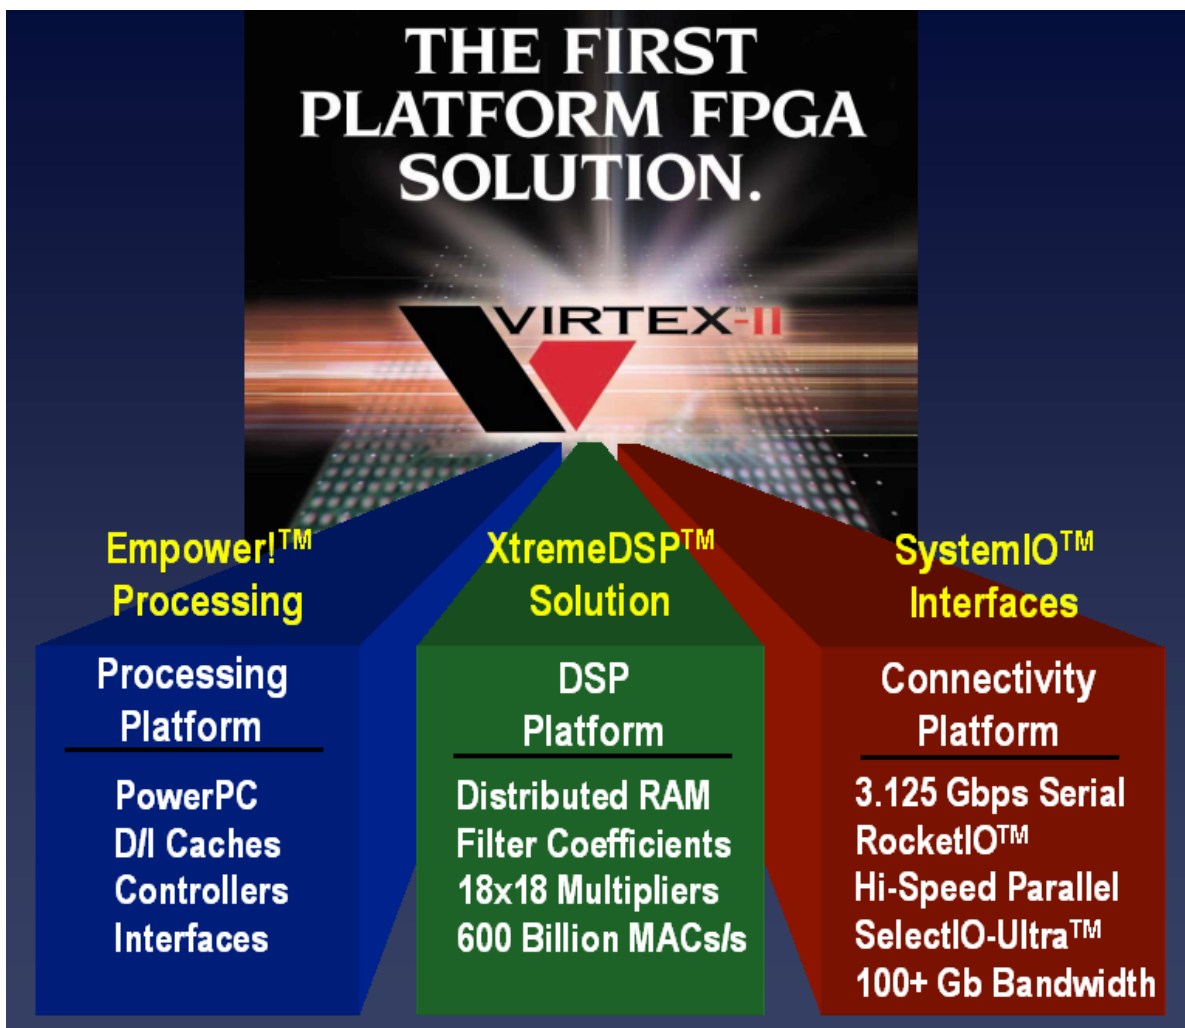 THE FIRST
PLATFORM FPGA
SOLUTION.
VIRTEX™-II
Empower!™
Processing
Processing
Platform
PowerPC
D/I Caches
Controllers
Interfaces
XtremeDSP™
Solution
DSP
Platform
Distributed RAM
Filter Coefficients
18x18 Multipliers
600 Billion MACs/s
SystemIO™
Interfaces
Connectivity
Platform
3.125 Gbps Serial
RocketIO™
Hi-Speed Parallel
SelectIO-Ultra™
100+ Gb Bandwidth